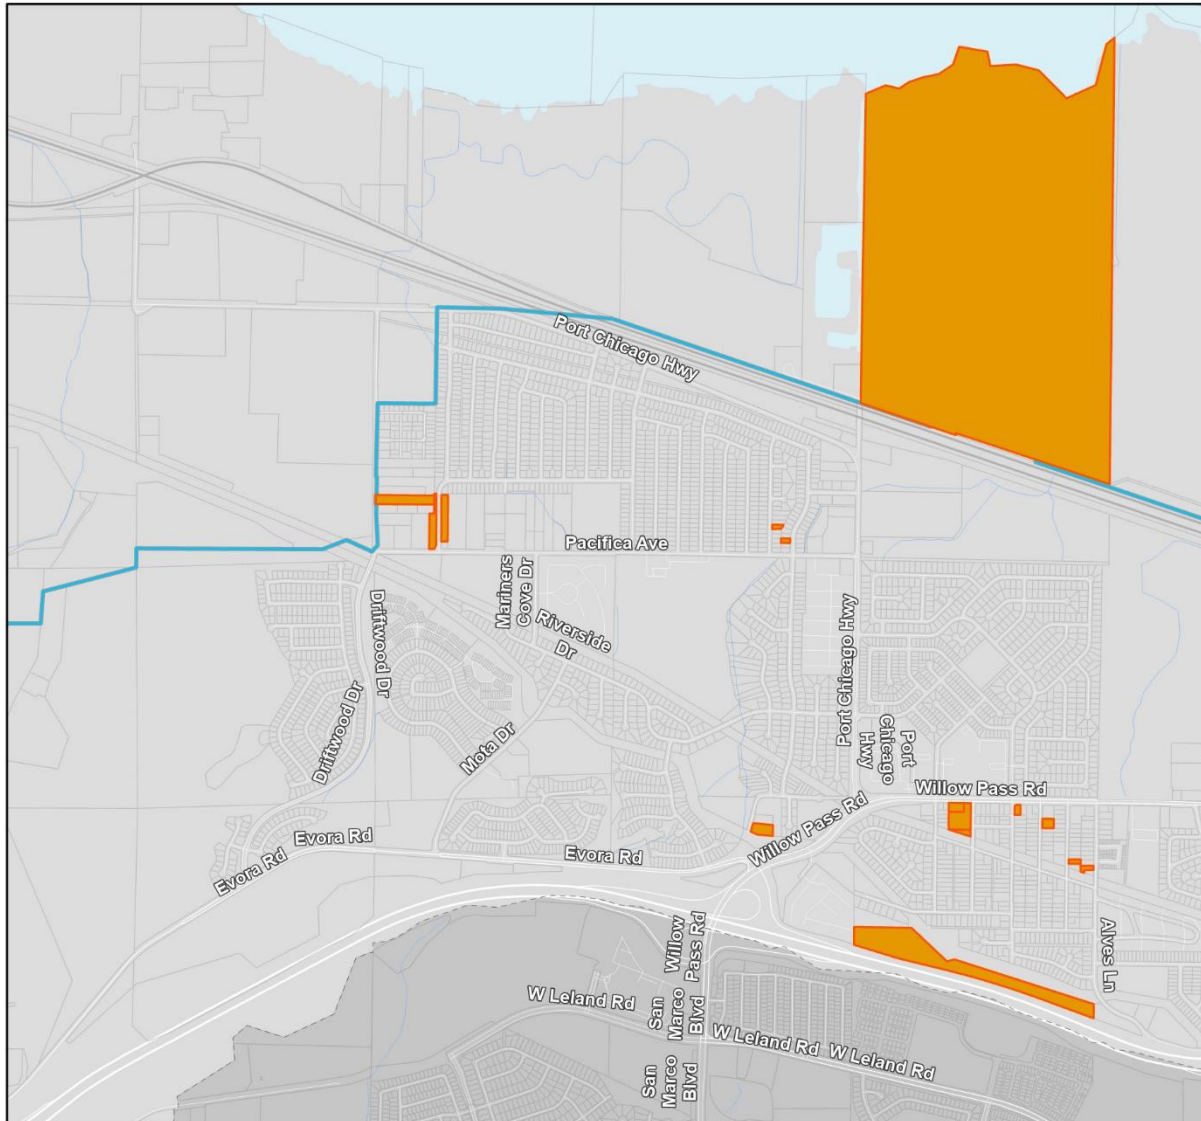 Port Chicago Hwy
Pacifica Ave
Mariners
Cove Dr
Riverside
Dr
Driftwood Dr
Driftwood Dr
Mota Dr
Port Chicago Hwy
Port
Chicago
Hwy
Willow Pass Rd
Willow Pass Rd
Evora Rd
Evora Rd
Evora Rd
Willow
Pass Rd
Alves Ln
W Leland Rd
San
Marco
Blvd
W Leland Rd
W Leland Rd
San
Marco
Blvd